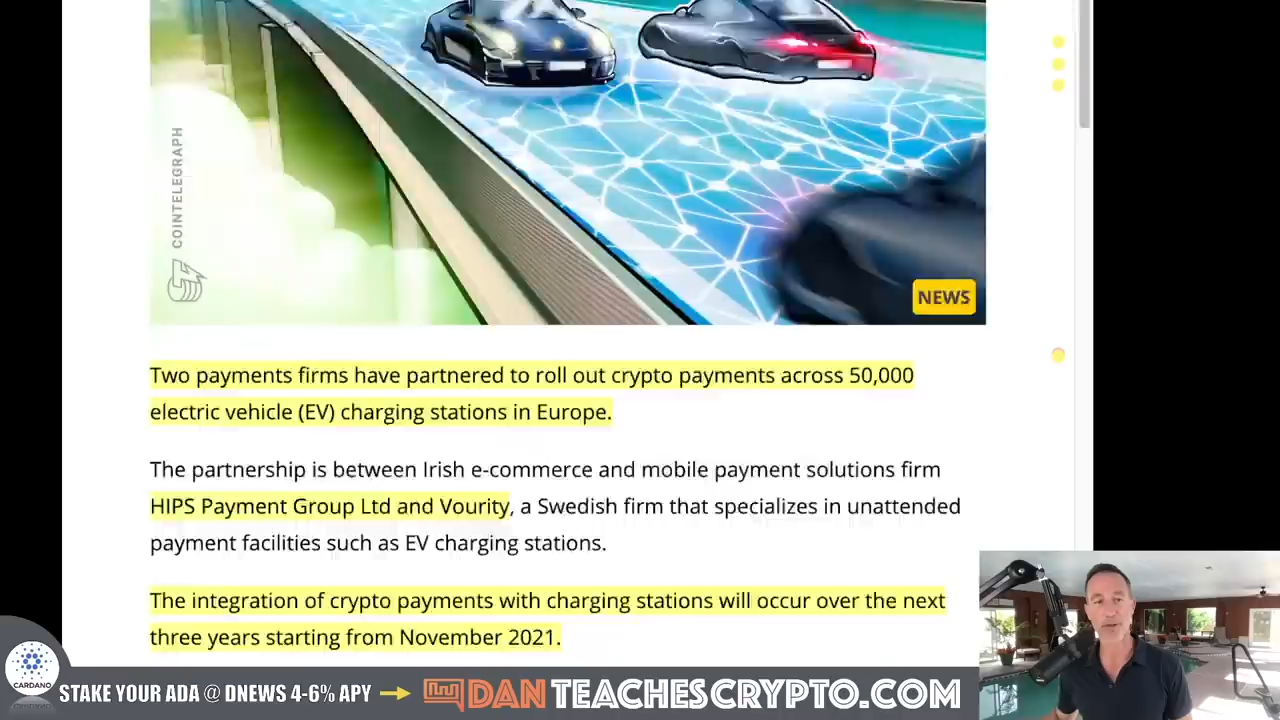 COINTELEGRAPH
NEWS
Two payments firms have partnered to roll out crypto payments across 50,000
electric vehicle (EV) charging stations in Europe.
The partnership is between Irish e-commerce and mobile payment solutions firm
HIPS Payment Group Ltd and Vourity, a Swedish firm that specializes in unattended
payment facilities such as EV charging stations.
The integration of crypto payments with charging stations will occur over the next
three years starting from November 2021.
CARDANO
STAKE YOUR ADA @ DNEWS 4-6% APY
DANTEACHESCRYPTO.COM